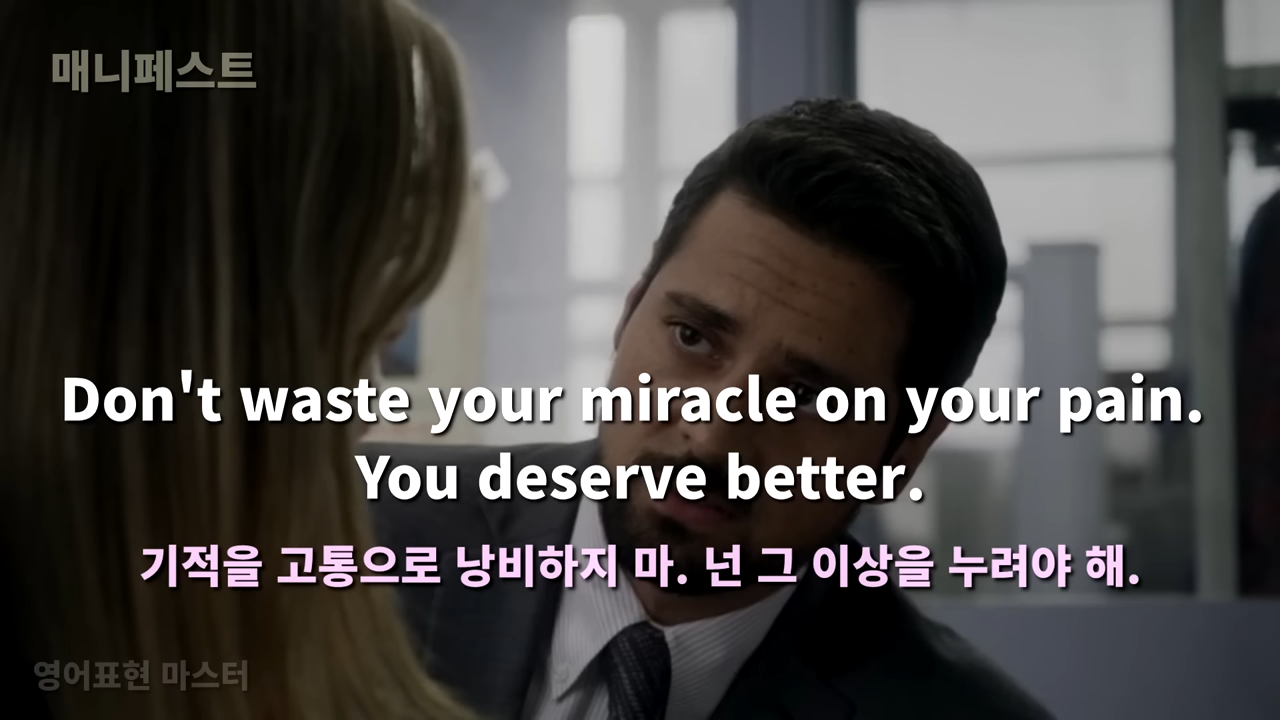 매니페스트
Don't waste your miracle on your pain.
You deserve better.
기적을 고통으로 낭비하지 마. 넌 그 이상을 누려야 해.
영어표현 마스터